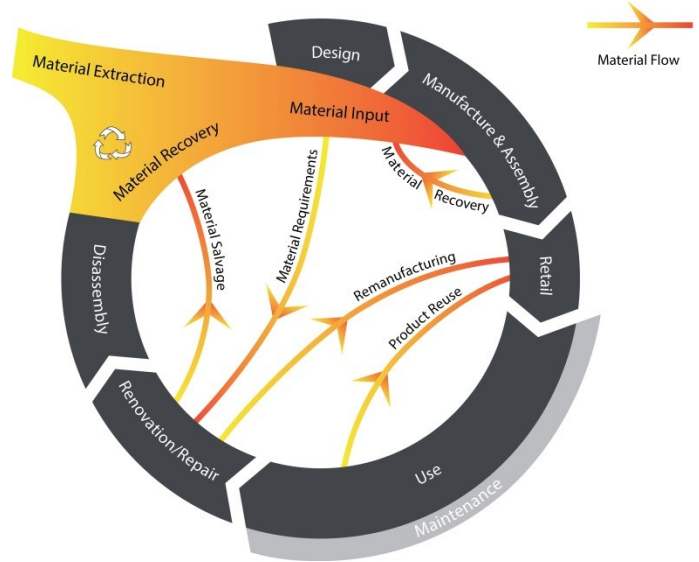 Design
Material Flow
Material Extraction
Manufacture & Assembly
Material Input
Material Recovery
Material Recovery
Material Requirements
Material Salvage
Disassembly
Remanufacturing
Retail
Product Reuse
Renovation/Repair
Use
Maintenance